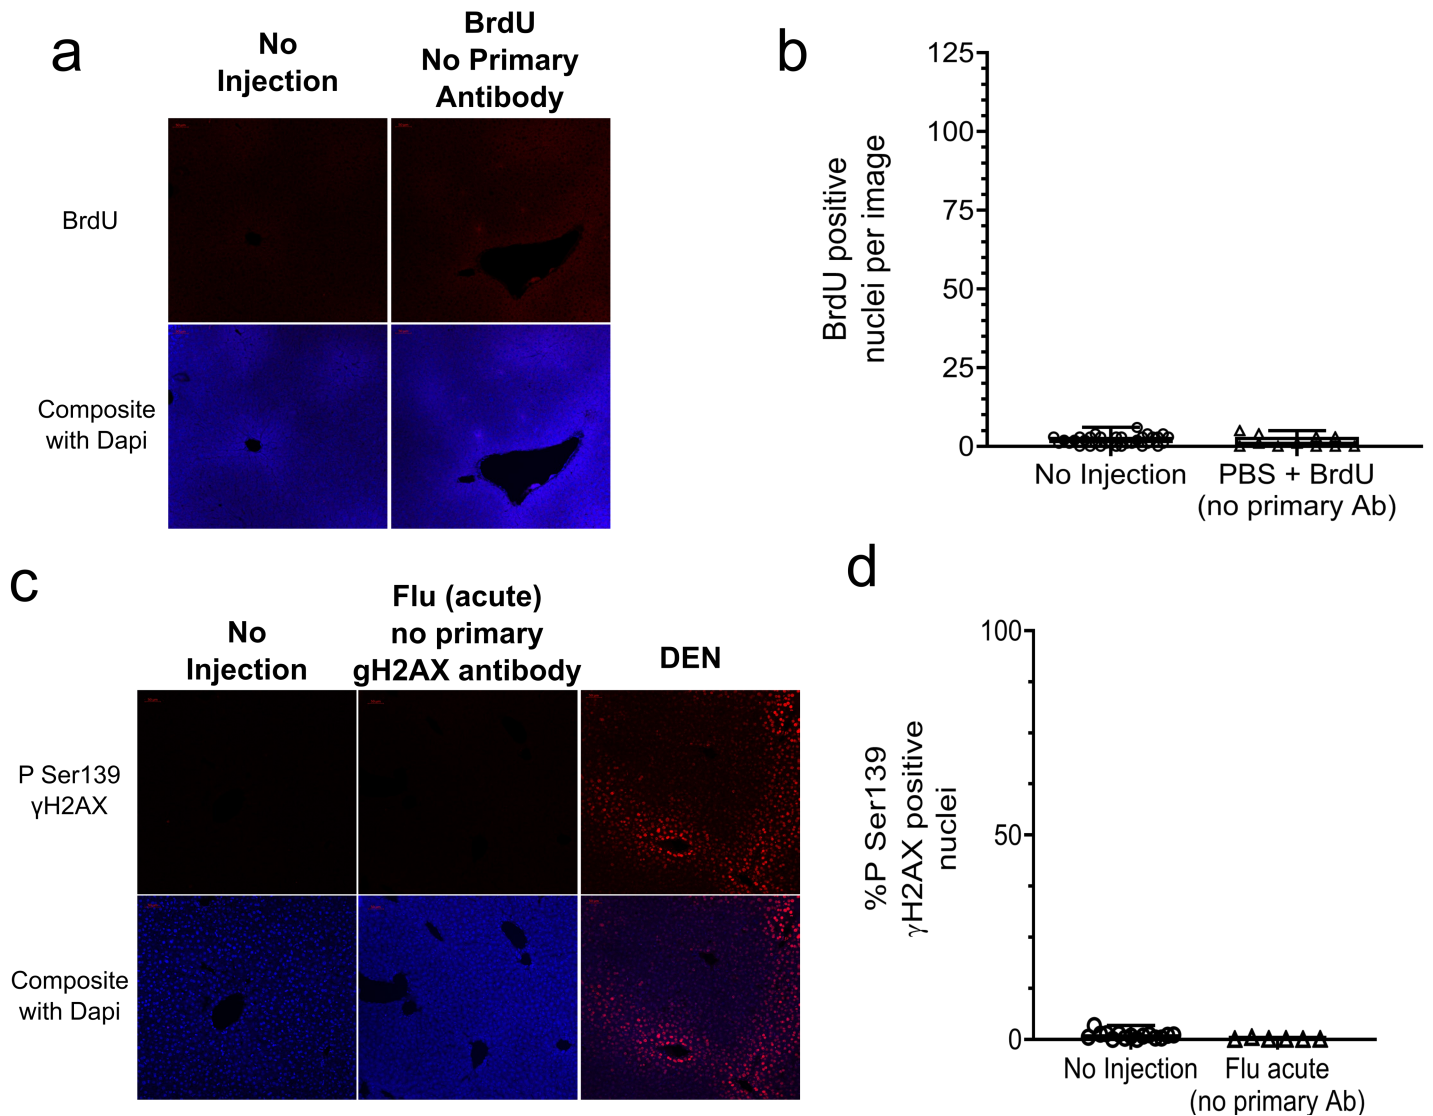 a
No
Injection
BrdU
No Primary
Antibody
BrdU
Composite
with Dapi
b
BrdU positive
nuclei per image
125
100
75
50
25
0
No Injection
PBS + BrdU
(no primary Ab)
c
No
Injection
Flu (acute)
no primary
gH2AX antibody
DEN
P Ser139
γH2AX
Composite
with Dapi
d
%P Ser139
γH2AX positive
nuclei
100
50
0
No Injection
Flu acute
(no primary Ab)